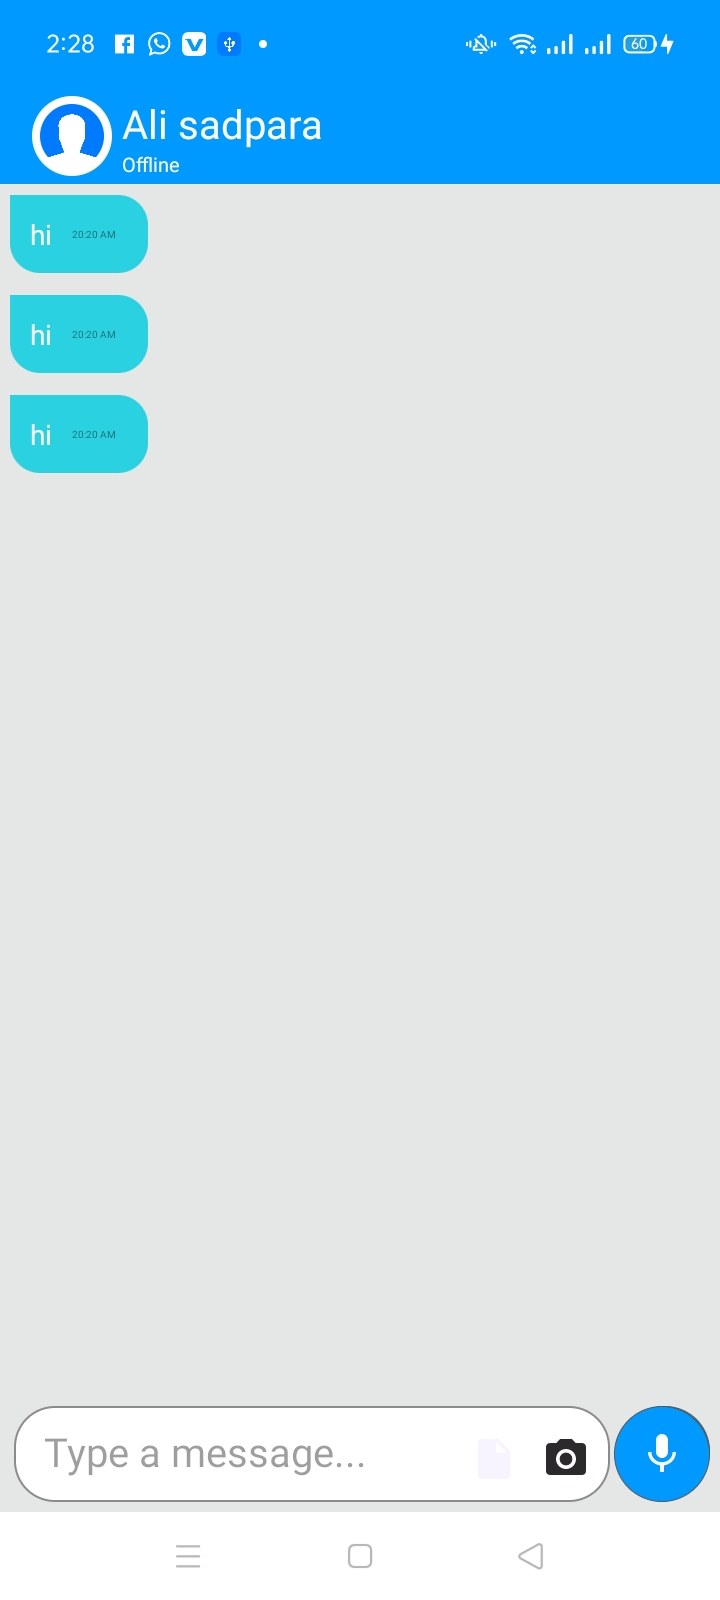 2:28
60
Ali sadpara
Offline
hi 20:20 AM
hi 20:20 AM
hi 20:20 AM
Type a message...